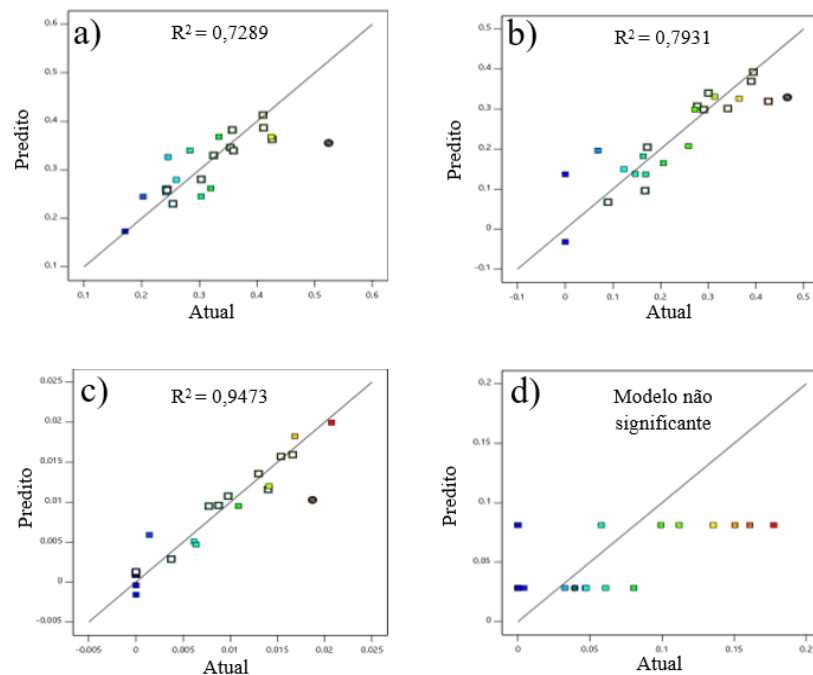 a)
R² = 0,7289
Predito
0.6
0.5
0.4
0.3
0.2
0.1
0.1
0.2
0.3
0.4
0.5
0.6
Atual
b)
R² = 0,7931
Predito
0.5
0.4
0.3
0.2
0.1
0
-0.1
-0.1
0
0.1
0.2
0.3
0.4
0.5
Atual
c)
R² = 0,9473
Predito
0.025
0.02
0.015
0.01
0.005
0
-0.005
-0.005
0
0.005
0.01
0.015
0.02
0.025
Atual
d)
Modelo não
significante
Predito
0.2
0.15
0.1
0.05
0
0
0.05
0.1
0.15
0.2
Atual